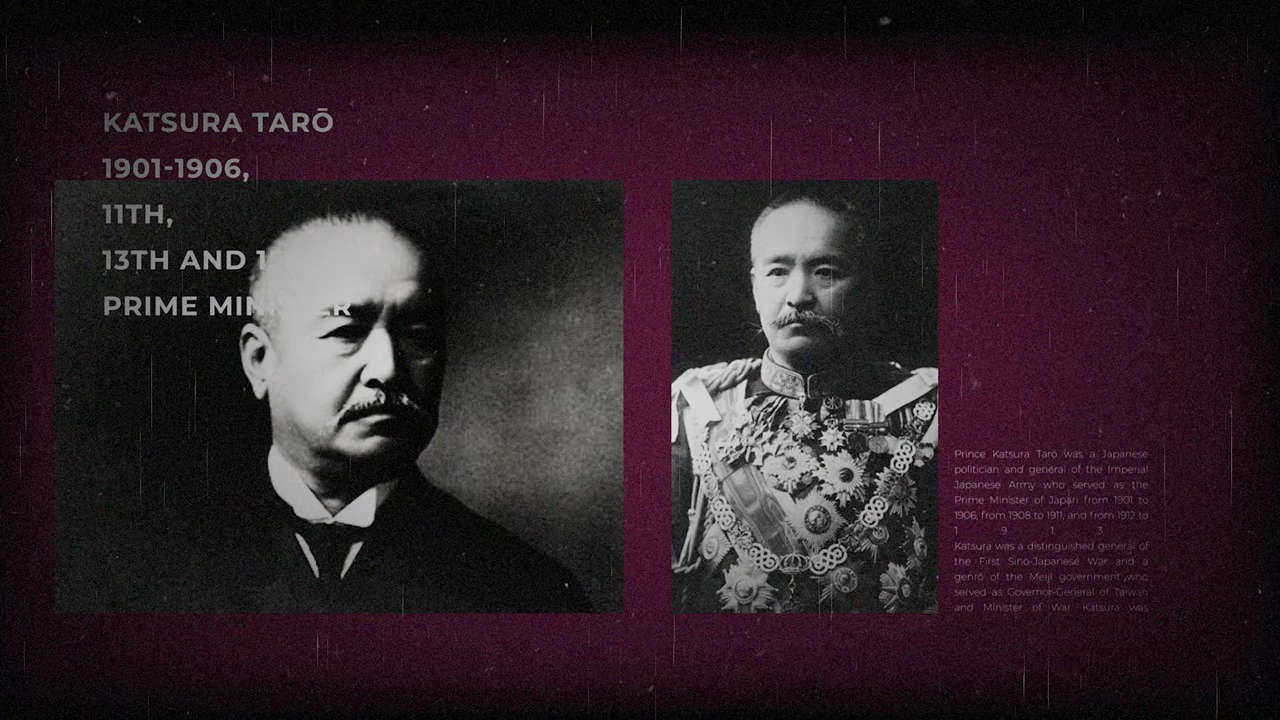 KATSURA TARŌ
1901-1906,
11TH,
13TH AND 1
PRIME MIN ER
Prince Katsura Tarō was a Japanese
politician and general of the Imperial
Japanese Army who served as the
Prime Minister of Japan from 1901 to
1906, from 1908 to 1911, and from 1912 to
1 9 1 3
Katsura was a distinguished general of
the First Sino-Japanese War and a
genrō of the Meiji government who
served as Governor-General of Taiwan
and Minister of War. Katsura was